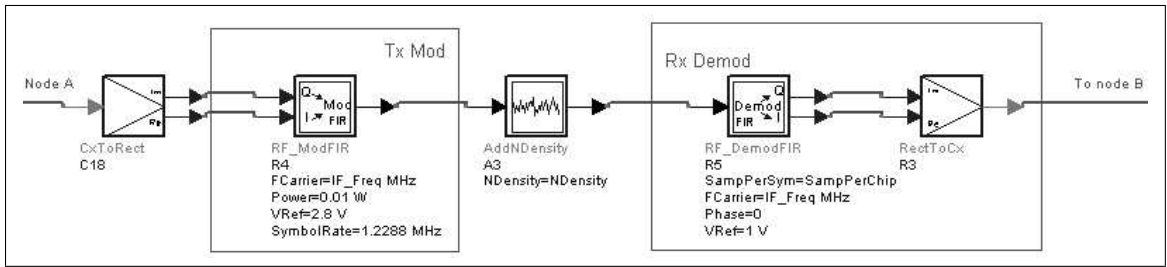 Tx Mod
Rx Demod
Node A
To node B
Im
Re
Q
I
Mod
FIR
Demod
FIR
Q
I
Im
Re
CxToRect
C18
RF_ModFIR
R4
FCarrier=IF_Freq MHz
Power=0.01 W
VRef=2.8 V
SymbolRate=1.2288 MHz
AddNDensity
A3
NDensity=NDensity
RF_DemodFIR
R5
SampPerSym=SampPerChip
FCarrier=IF_Freq MHz
Phase=0
VRef=1 V
RectToCx
R3